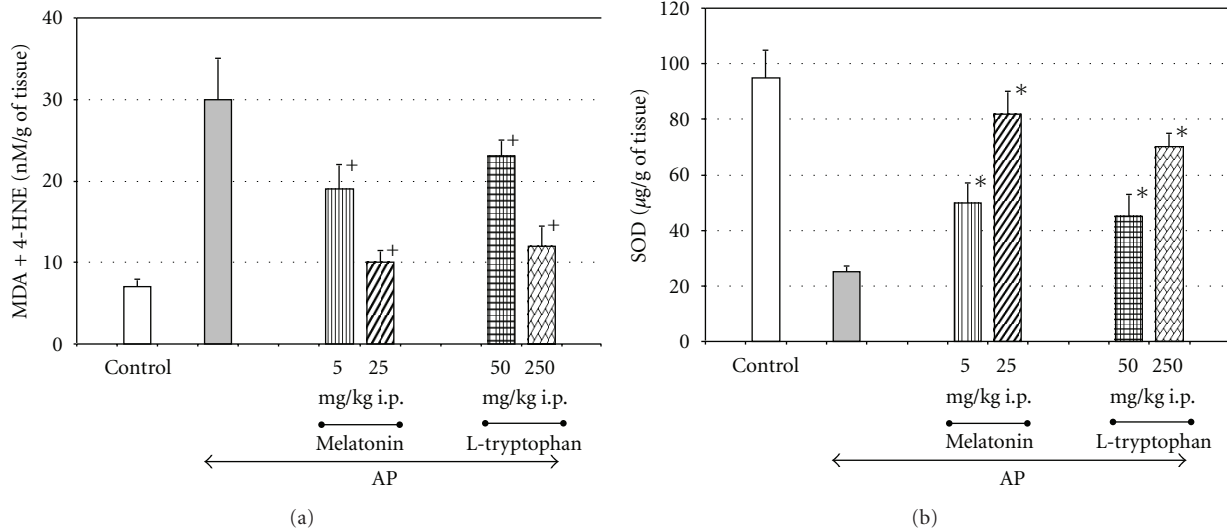 MDA + 4-HNE (nM/g of tissue)
40
30
20
10
0
+
+
+
+
Control
5 25 50 250
mg/kg i.p. mg/kg i.p.
Melatonin L-tryptophan
AP
(a)
SOD (μg/g of tissue)
120
100
80
60
40
20
0
*
*
*
*
Control
5 25 50 250
mg/kg i.p. mg/kg i.p.
Melatonin L-tryptophan
AP
(b)